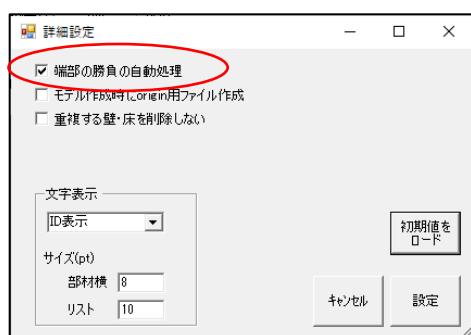 詳細設定
端部の勝負の自動処理
モデル作成時にorigin用ファイル作成
重複する壁・床を削除しない
文字表示
ID表示
サイズ(pt)
部材横 8
リスト 10
初期値を
ロード
キャンセル
設定